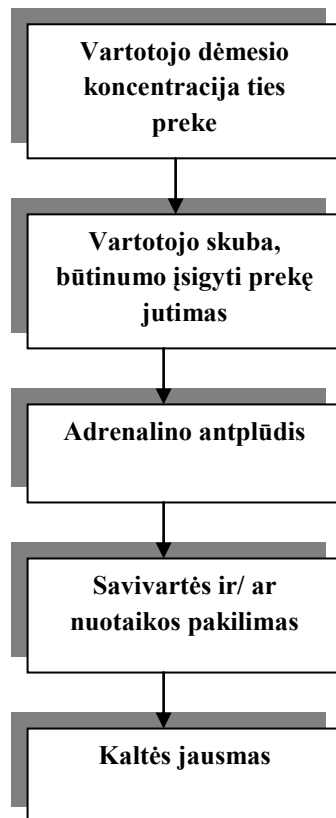 Vartotojo dėmesio
koncentracija ties
preke
Vartotojo skuba,
būtinumo įsigyti prekę
jutimas
Adrenalino antplūdis
Savivartės ir/ ar
nuotaikos pakilimas
Kaltės jausmas